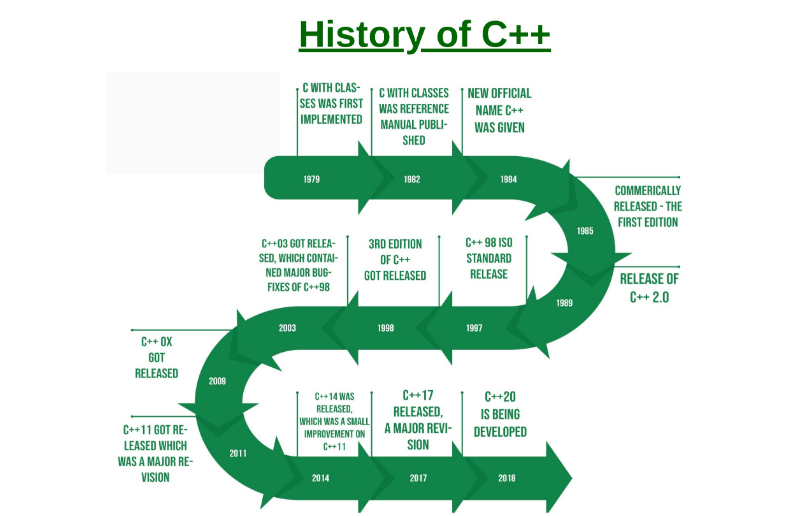 History of C++
C WITH CLAS-
SES WAS FIRST
IMPLEMENTED
C WITH CLASSES
WAS REFERENCE
MANUAL PUBLI-
SHED
NEW OFFICIAL
NAME C++
WAS GIVEN
1979
1982
1984
COMMERICALLY
RELEASED - THE
FIRST EDITION
1985
RELEASE OF
C++ 2.0
1989
C++ 98 ISO
STANDARD
RELEASE
1997
3RD EDITION
OF C++
GOT RELEASED
1998
C++03 GOT RELEA-
SED, WHICH CONTAI-
NED MAJOR BUG-
FIXES OF C++98
2003
C++ 0X
GOT
RELEASED
2009
C++11 GOT RE-
LEASED WHICH
WAS A MAJOR RE-
VISION
2011
C++14 WAS
RELEASED,
WHICH WAS A SMALL
IMPROVEMENT ON
C++11
2014
C++17
RELEASED,
A MAJOR REVI-
SION
2017
C++20
IS BEING
DEVELOPED
2018